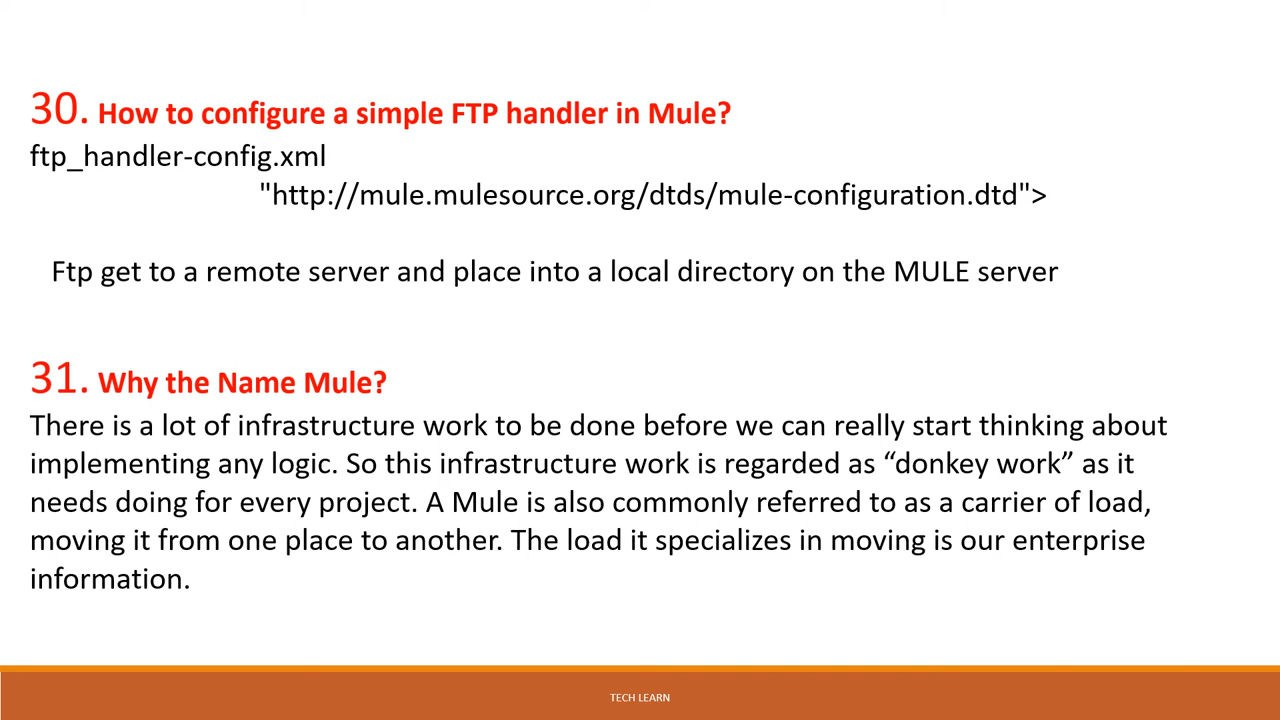 30. How to configure a simple FTP handler in Mule?
ftp_handler-config.xml
"http://mule.mulesource.org/dtds/mule-configuration.dtd">
Ftp get to a remote server and place into a local directory on the MULE server
31. Why the Name Mule?
There is a lot of infrastructure work to be done before we can really start thinking about
implementing any logic. So this infrastructure work is regarded as “donkey work” as it
needs doing for every project. A Mule is also commonly referred to as a carrier of load,
moving it from one place to another. The load it specializes in moving is our enterprise
information.
TECH LEARN